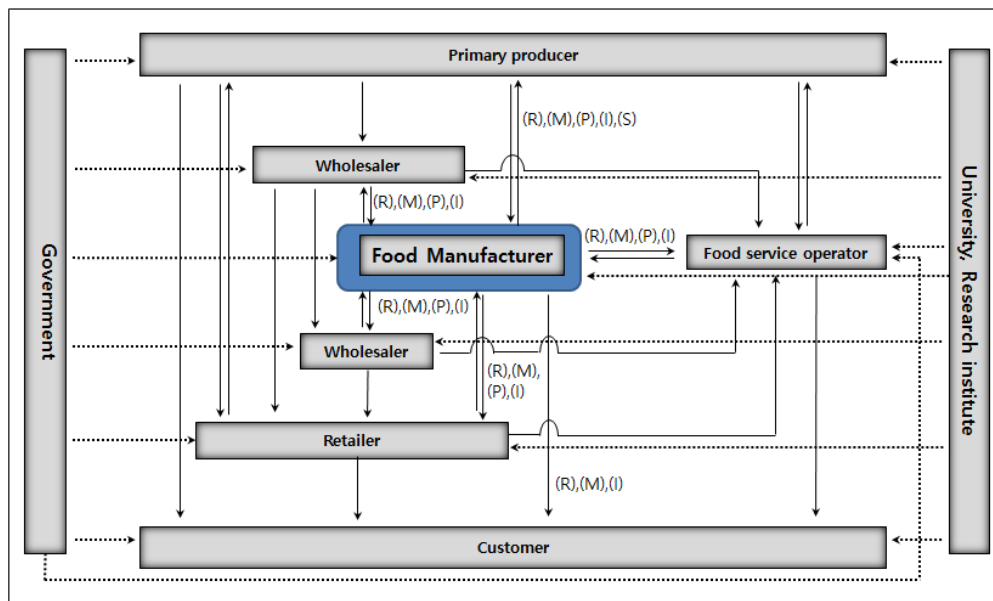 Primary producer
(R),(M),(P),(I),(S)
Wholesaler
(R),(M),(P),(I)
Government
Food Manufacturer
(R),(M),(P),(I)
Food service operator
University, Research institute
(R),(M),(P),(I)
Wholesaler
(R),(M),
(P),(I)
Retailer
(R),(M),(I)
Customer